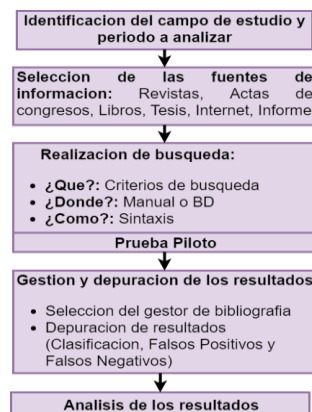 Identificacion del campo de estudio y
periodo a analizar
Seleccion de las fuentes de
informacion: Revistas, Actas de
congresos, Libros, Tesis, Internet, Informe
Realizacion de busqueda:
• ¿Que?: Criterios de busqueda
• ¿Donde?: Manual o BD
• ¿Como?: Sintaxis
Prueba Piloto
Gestion y depuracion de los resultados
• Seleccion del gestor de bibliografia
• Depuracion de resultados
(Clasificacion, Falsos Positivos y
Falsos Negativos)
Analisis de los resultados